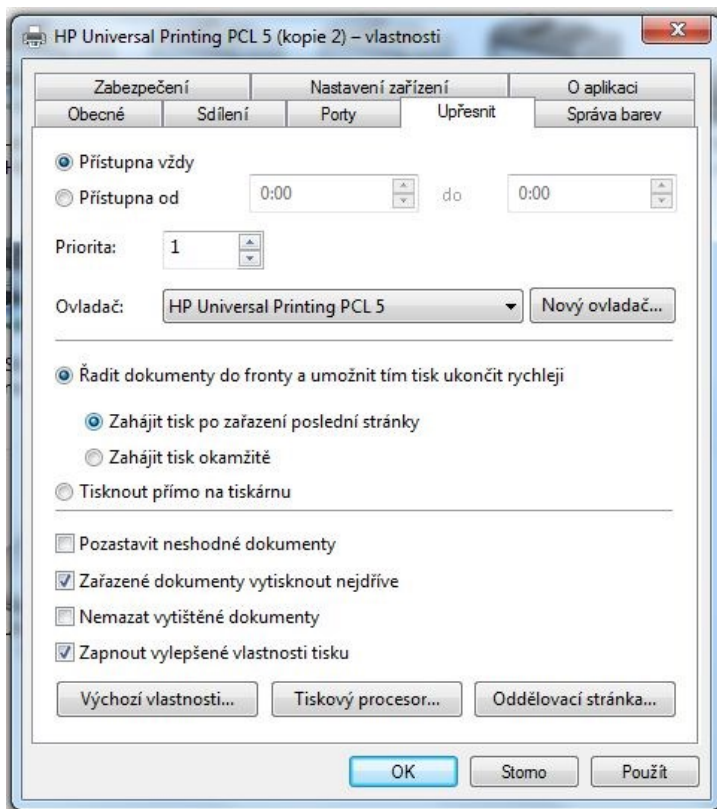 HP Universal Printing PCL 5 (kopie 2) – vlastnosti
Zabezpečení Nastavení zařízení O aplikaci
Obecné Sdílení Porty Upřesnit Správa barev
Přístupna vždy
Přístupna od 0:00 do 0:00
Priorita: 1
Ovladač: HP Universal Printing PCL 5 Nový ovladač...
Řadit dokumenty do fronty a umožnit tím tisk ukončit rychleji
Zahájit tisk po zařazení poslední stránky
Zahájit tisk okamžitě
Tisknout přímo na tiskárnu
Pozastavit neshodné dokumenty
Zařazené dokumenty vytisknout nejdříve
Nemazat vytištěné dokumenty
Zapnout vylepšené vlastnosti tisku
Výchozí vlastnosti... Tiskový procesor... Oddělovací stránka...
OK Storno Použít